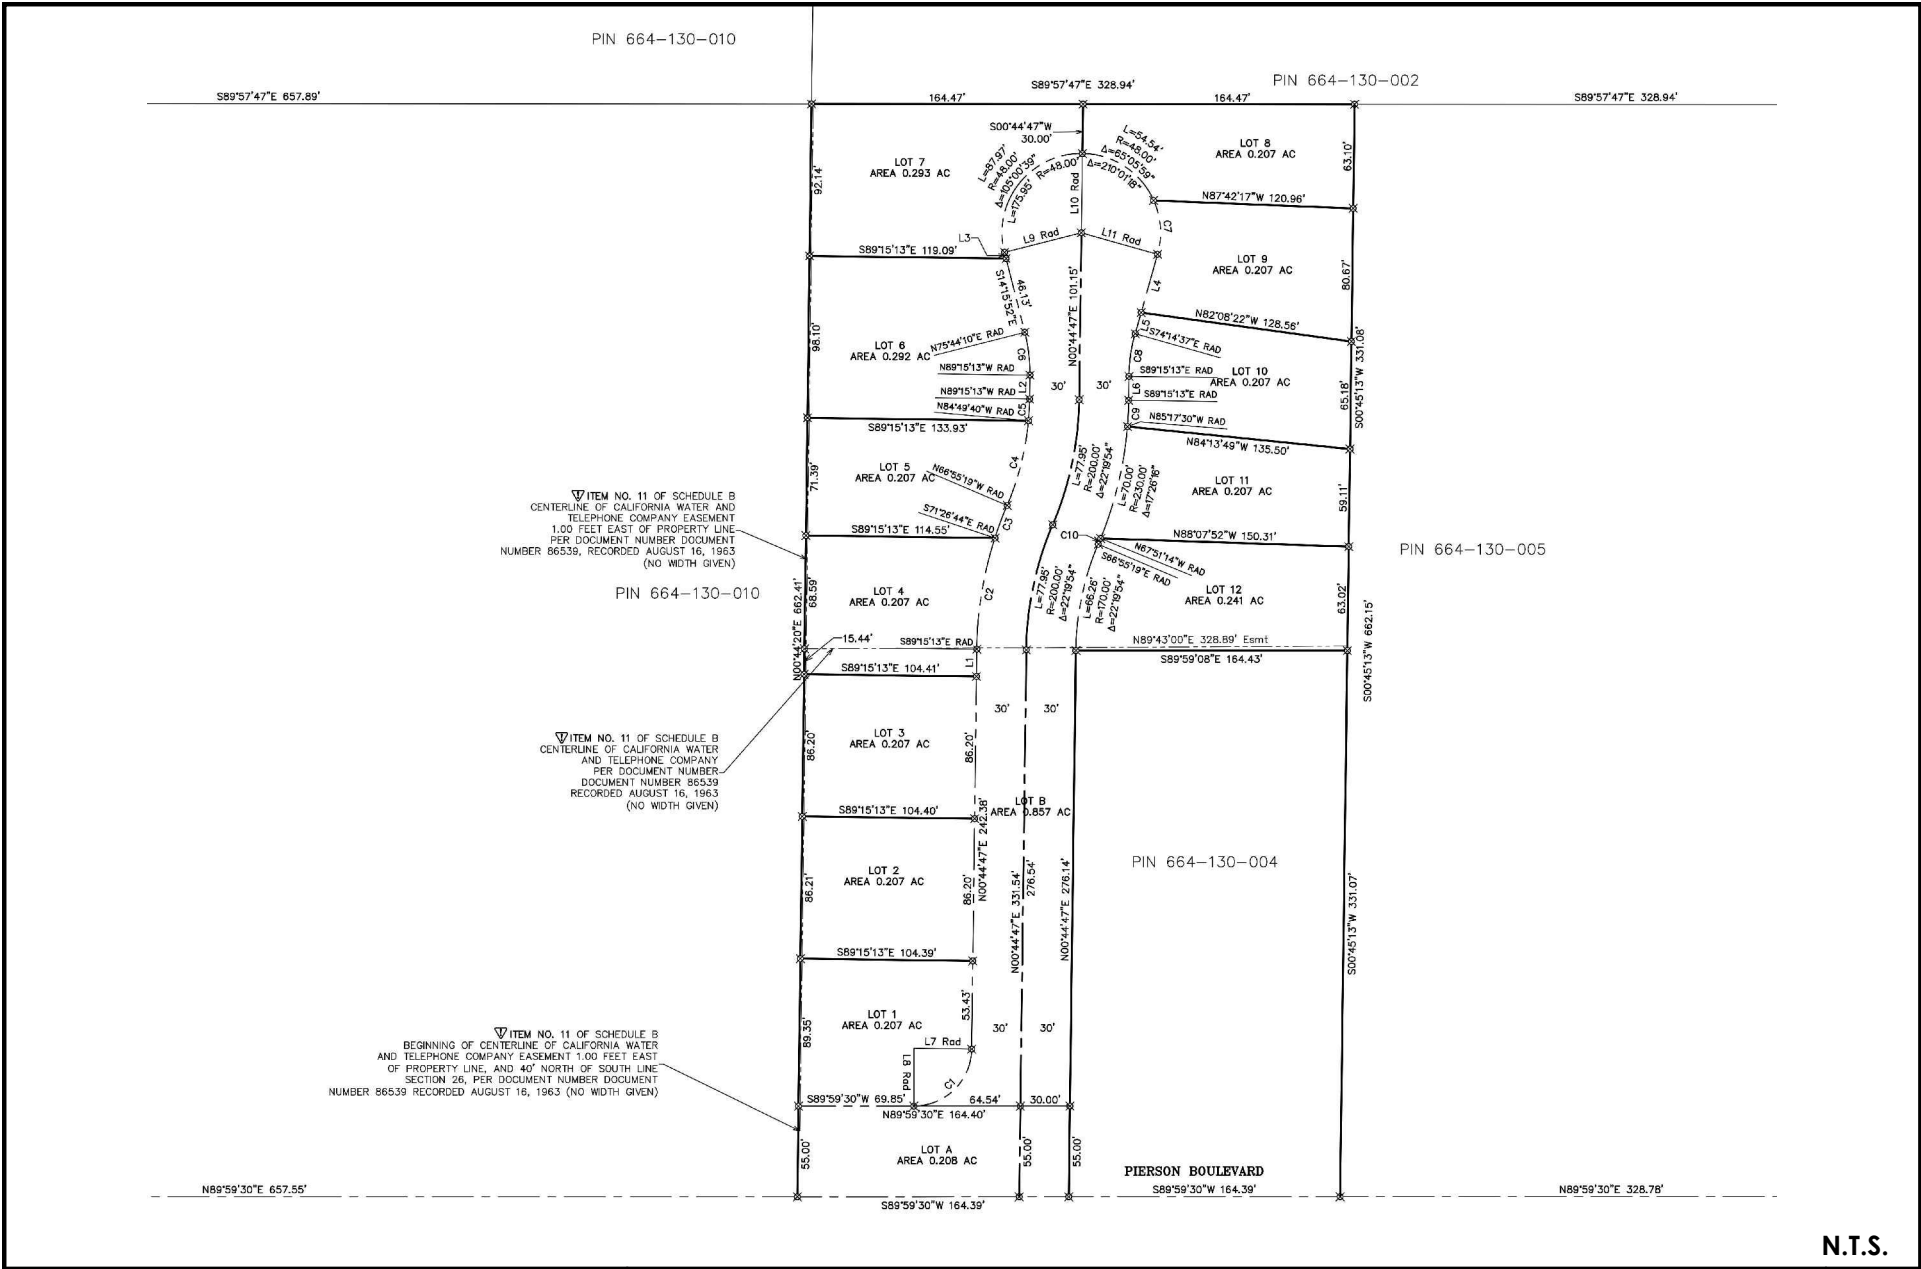 PIN 664-130-010
PIN 664-130-002
S89°57'47"E 657.89'
S89°57'47"E 328.94'
164.47'
164.47'
S89°57'47"E 328.94'
S00°44'47"W
30.00'
L=87.97'
R=48.00'
Δ=105°00'39"
L=175.95'
R=48.00'
Δ=210°01'18"
L=54.54'
R=48.00'
Δ=65°05'59"
LOT 7
AREA 0.293 AC
LOT 8
AREA 0.207 AC
92.14'
63.10'
L10 Rad
N87°42'17"W 120.96'
C7
L3
L9 Rad
L11 Rad
S89°15'13"E 119.09'
LOT 9
AREA 0.207 AC
80.67'
S14°15'52"E
46.13'
N00°44'47"E 101.15'
L4
L5
N82°08'22"W 128.56'
98.10'
LOT 6
AREA 0.292 AC
N75°44'10"E RAD
C6
S74°14'37"E RAD
C8
S00°45'13"W 331.08'
N89°15'13"W RAD
S89°15'13"E RAD
LOT 10
AREA 0.207 AC
L2
30'
30'
L6
65.18'
N89°15'13"W RAD
S89°15'13"E RAD
N84°49'40"W RAD
C5
C9
N85°17'30"W RAD
S89°15'13"E 133.93'
N84°13'49"W 135.50'
71.39'
LOT 5
AREA 0.207 AC
C4
N66°55'19"W RAD
L=77.95'
R=200.00'
Δ=22°19'54"
L=70.00'
R=230.00'
Δ=17°26'16"
LOT 11
AREA 0.207 AC
59.11'
S71°26'44"E RAD
C3
S89°15'13"E 114.55'
C10
N88°07'52"W 150.31'
N67°51'14"W RAD
S66°55'19"E RAD
PIN 664-130-005
ITEM NO. 11 OF SCHEDULE B
CENTERLINE OF CALIFORNIA WATER AND
TELEPHONE COMPANY EASEMENT
1.00 FEET EAST OF PROPERTY LINE
PER DOCUMENT NUMBER DOCUMENT
NUMBER 86539, RECORDED AUGUST 16, 1963
(NO WIDTH GIVEN)
PIN 664-130-010
N00°44'20"E 662.41'
68.59'
LOT 4
AREA 0.207 AC
C2
L=77.95'
R=200.00'
Δ=22°19'54"
L=66.26'
R=170.00'
Δ=22°19'54"
LOT 12
AREA 0.241 AC
63.02'
S00°45'13"W 662.15'
15.44'
S89°15'13"E RAD
N89°43'00"E 328.89' Esmt
S89°15'13"E 104.41'
L1
S89°59'08"E 164.43'
30'
30'
ITEM NO. 11 OF SCHEDULE B
CENTERLINE OF CALIFORNIA WATER
AND TELEPHONE COMPANY
PER DOCUMENT NUMBER
DOCUMENT NUMBER 86539
RECORDED AUGUST 16, 1963
(NO WIDTH GIVEN)
86.20'
LOT 3
AREA 0.207 AC
86.20'
LOT B
AREA 0.857 AC
S89°15'13"E 104.40'
N00°44'47"E 242.38'
PIN 664-130-004
86.21'
LOT 2
AREA 0.207 AC
86.20'
N00°44'47"E 331.54'
276.54'
N00°44'47"E 276.14'
S00°45'13"W 331.07'
S89°15'13"E 104.39'
89.35'
LOT 1
AREA 0.207 AC
53.43'
30'
30'
L7 Rad
L8 Rad
C1
ITEM NO. 11 OF SCHEDULE B
BEGINNING OF CENTERLINE OF CALIFORNIA WATER
AND TELEPHONE COMPANY EASEMENT 1.00 FEET EAST
OF PROPERTY LINE, AND 40' NORTH OF SOUTH LINE
SECTION 26, PER DOCUMENT NUMBER DOCUMENT
NUMBER 86539 RECORDED AUGUST 16, 1963 (NO WIDTH GIVEN)
S89°59'30"W 69.85'
64.54'
30.00'
N89°59'30"E 164.40'
55.00'
LOT A
AREA 0.208 AC
55.00'
55.00'
PIERSON BOULEVARD
N89°59'30"E 657.55'
S89°59'30"W 164.39'
S89°59'30"W 164.39'
N89°59'30"E 328.78'
N.T.S.